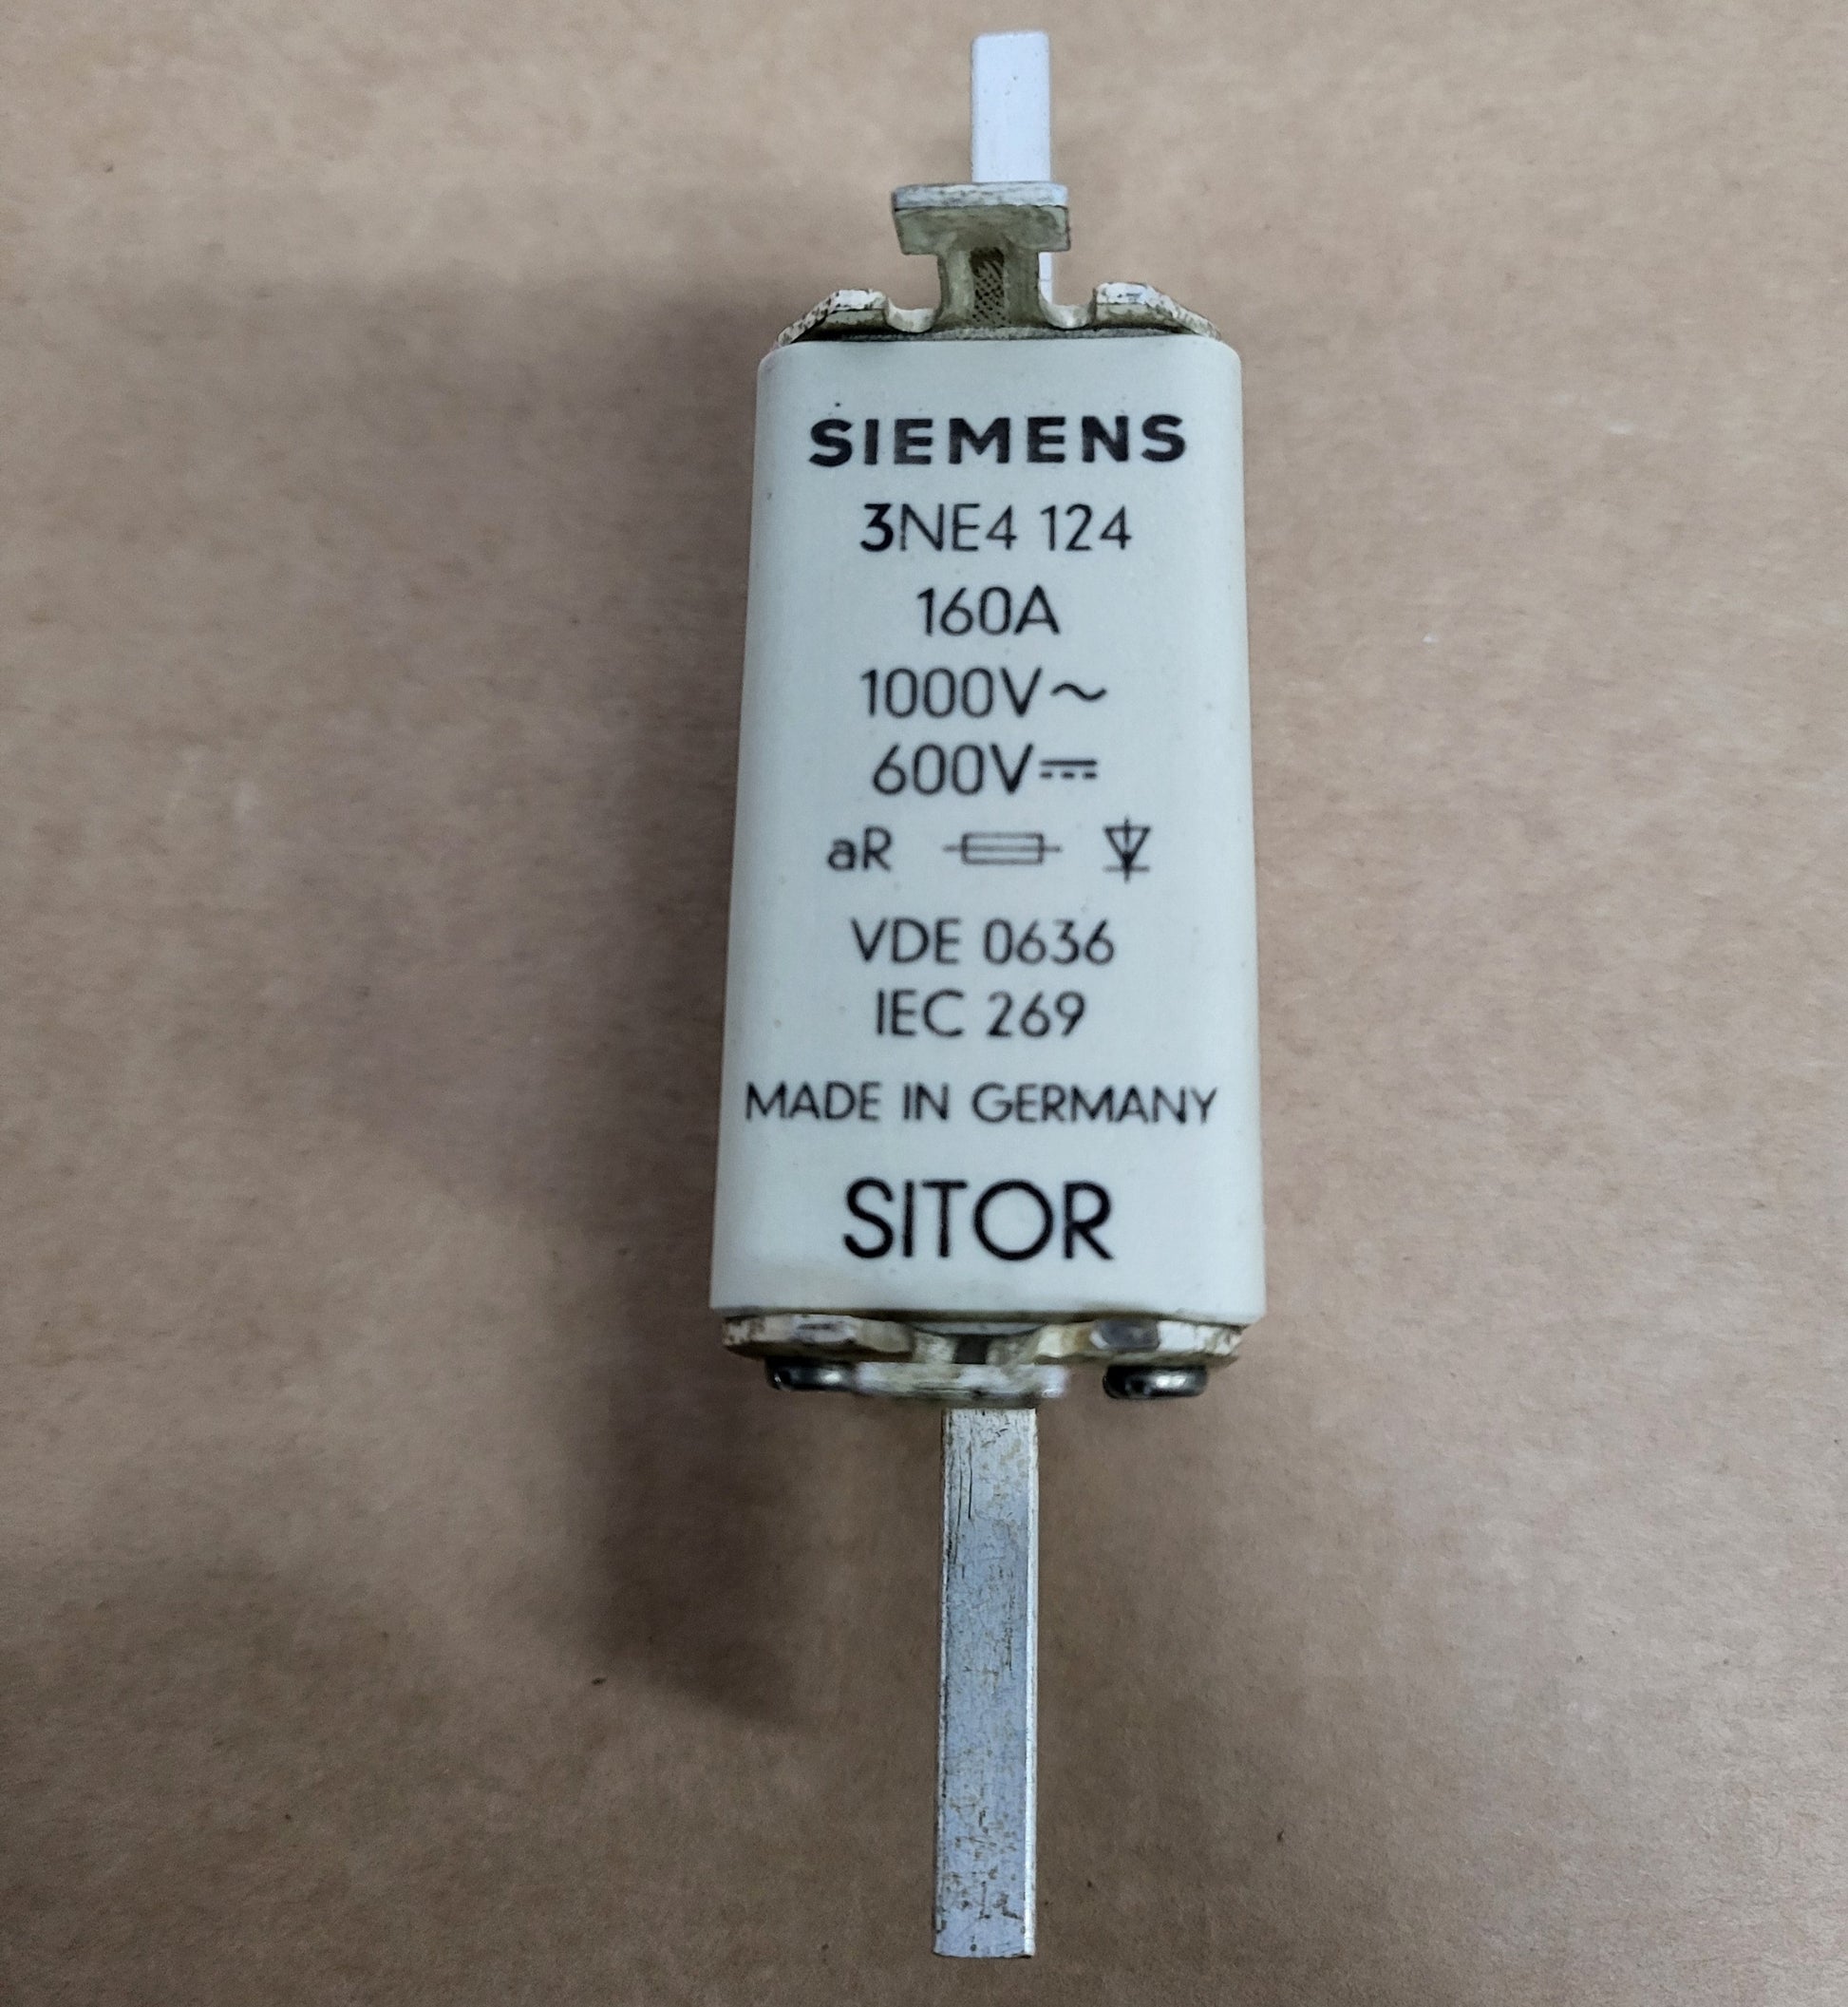 SIEMENS
3NE4 124
160A
1000V~
600V⎓
aR
VDE 0636
IEC 269
MADE IN GERMANY
SITOR